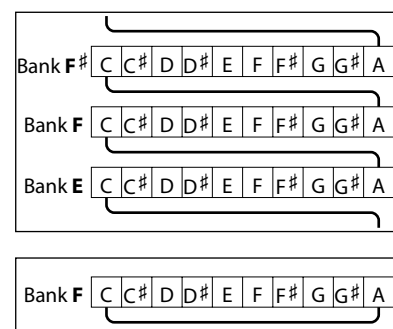 Bank F♯ C C♯ D D♯ E F F♯ G G♯ A
Bank F C C♯ D D♯ E F F♯ G G♯ A
Bank E C C♯ D D♯ E F F♯ G G♯ A
Bank F C C♯ D D♯ E F F♯ G G♯ A